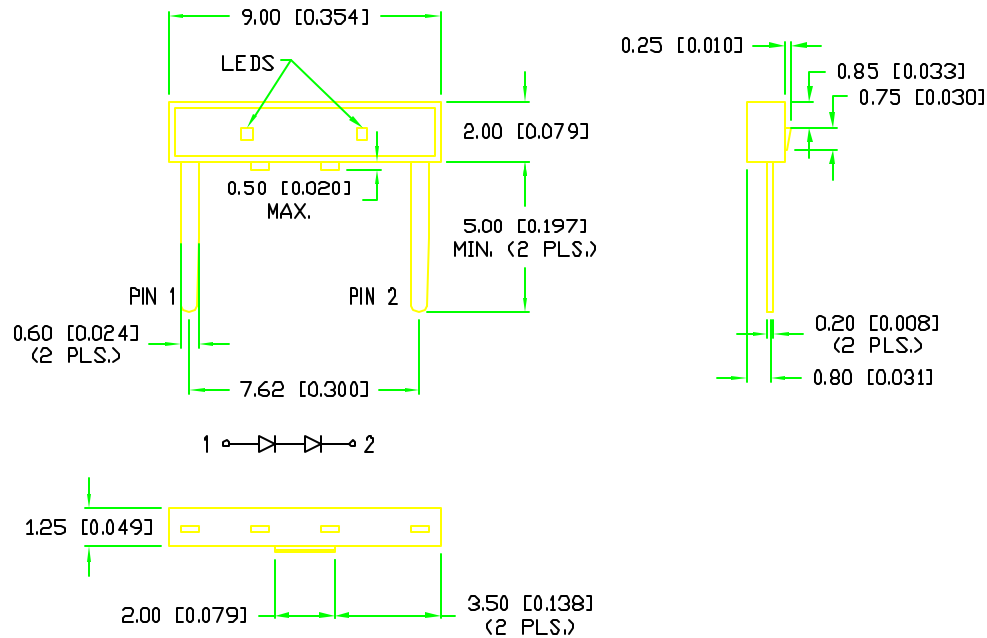 9.00 [0.354]
LEDS
2.00 [0.079]
0.50 [0.020]
MAX.
5.00 [0.197]
MIN. (2 PLS.)
PIN 1
PIN 2
0.60 [0.024]
(2 PLS.)
7.62 [0.300]
1
2
1.25 [0.049]
2.00 [0.079]
3.50 [0.138]
(2 PLS.)
0.25 [0.010]
0.85 [0.033]
0.75 [0.030]
0.20 [0.008]
(2 PLS.)
0.80 [0.031]